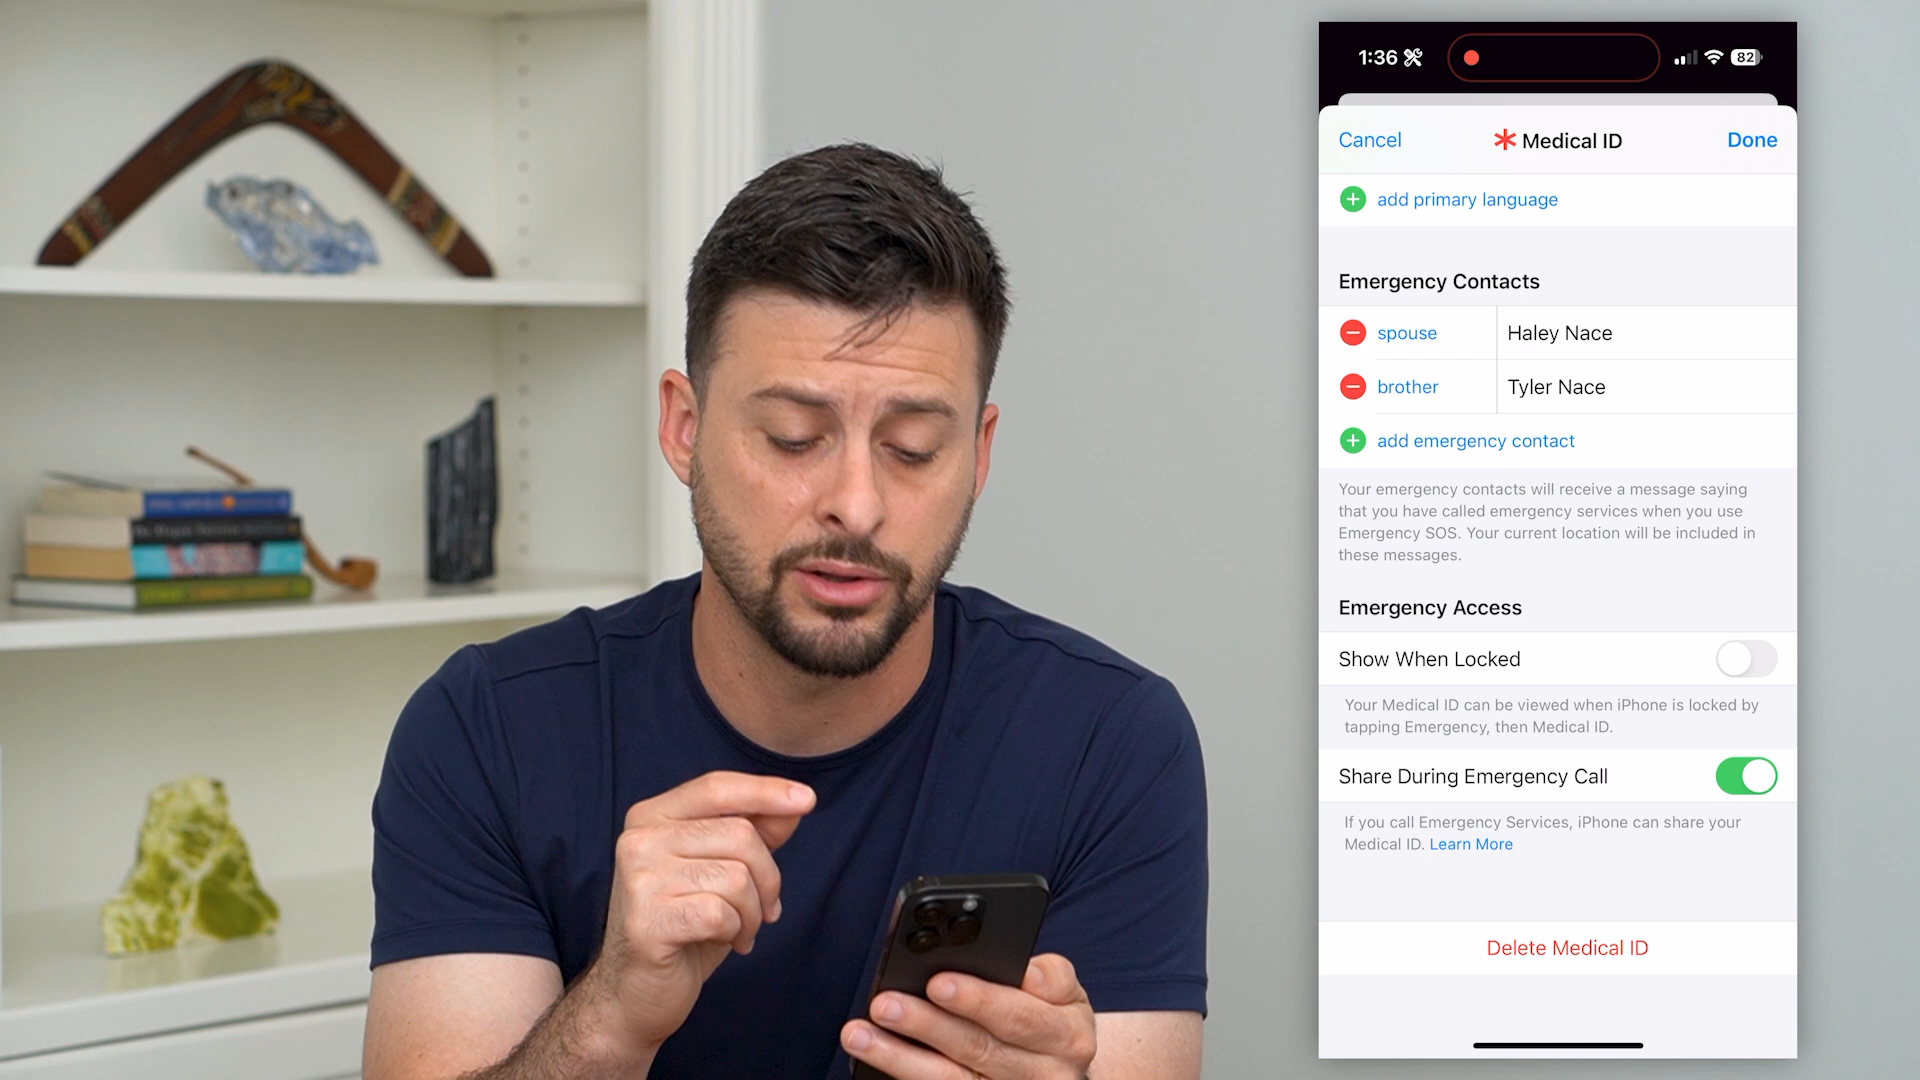 1:36
82
Cancel
Medical ID
Done
add primary language
Emergency Contacts
spouse
Haley Nace
brother
Tyler Nace
add emergency contact
Your emergency contacts will receive a message saying
that you have called emergency services when you use
Emergency SOS. Your current location will be included in
these messages.
Emergency Access
Show When Locked
Your Medical ID can be viewed when iPhone is locked by
tapping Emergency, then Medical ID.
Share During Emergency Call
If you call Emergency Services, iPhone can share your
Medical ID. Learn More
Delete Medical ID